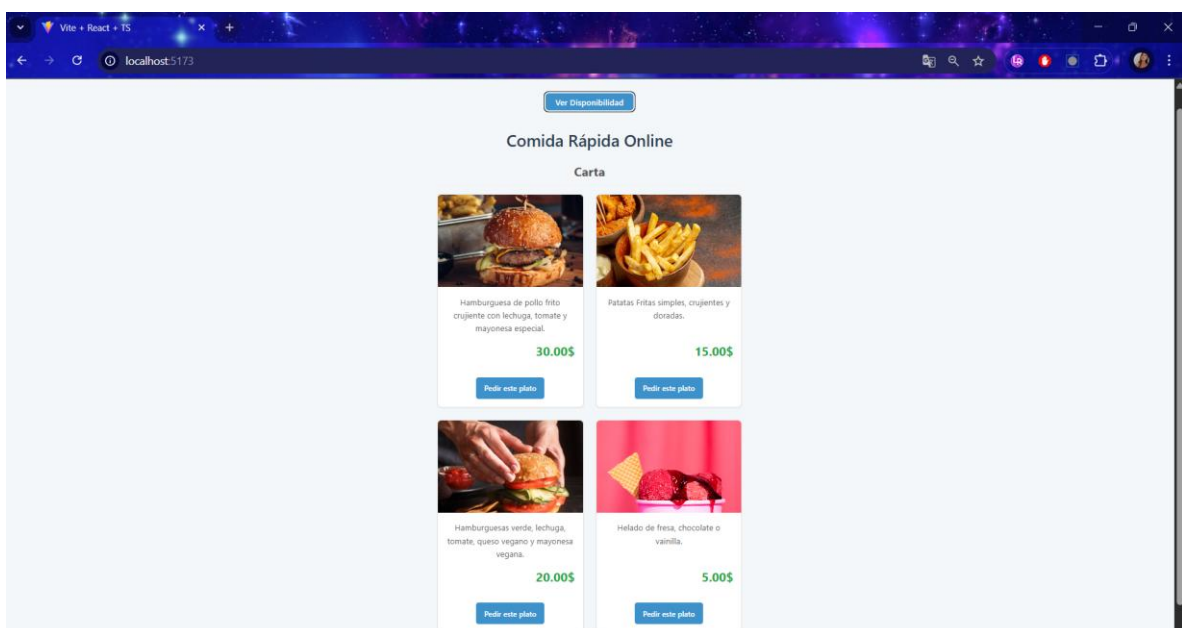 Vite + React + TS
localhost:5173
Ver Disponibilidad
Comida Rápida Online
Carta
Hamburguesa de pollo frito
crujiente con lechuga, tomate y
mayonesa especial.
30.00$
Pedir este plato
Patatas Fritas simples, crujientes y
doradas.
15.00$
Pedir este plato
Hamburguesas verde, lechuga,
tomate, queso vegano y mayonesa
vegana.
20.00$
Pedir este plato
Helado de fresa, chocolate o
vainilla.
5.00$
Pedir este plato